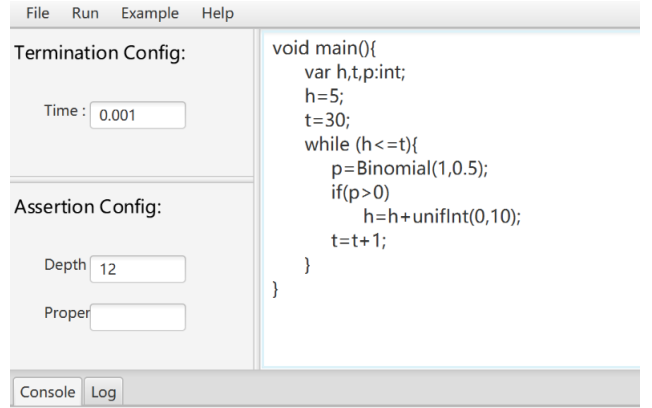 File Run Example Help
Termination Config:
Time : 0.001
Assertion Config:
Depth 12
Proper
void main(){
var h,t,p:int;
h=5;
t=30;
while (h<=t){
p=Binomial(1,0.5);
if(p>0)
h=h+unifInt(0,10);
t=t+1;
}
}
Console Log